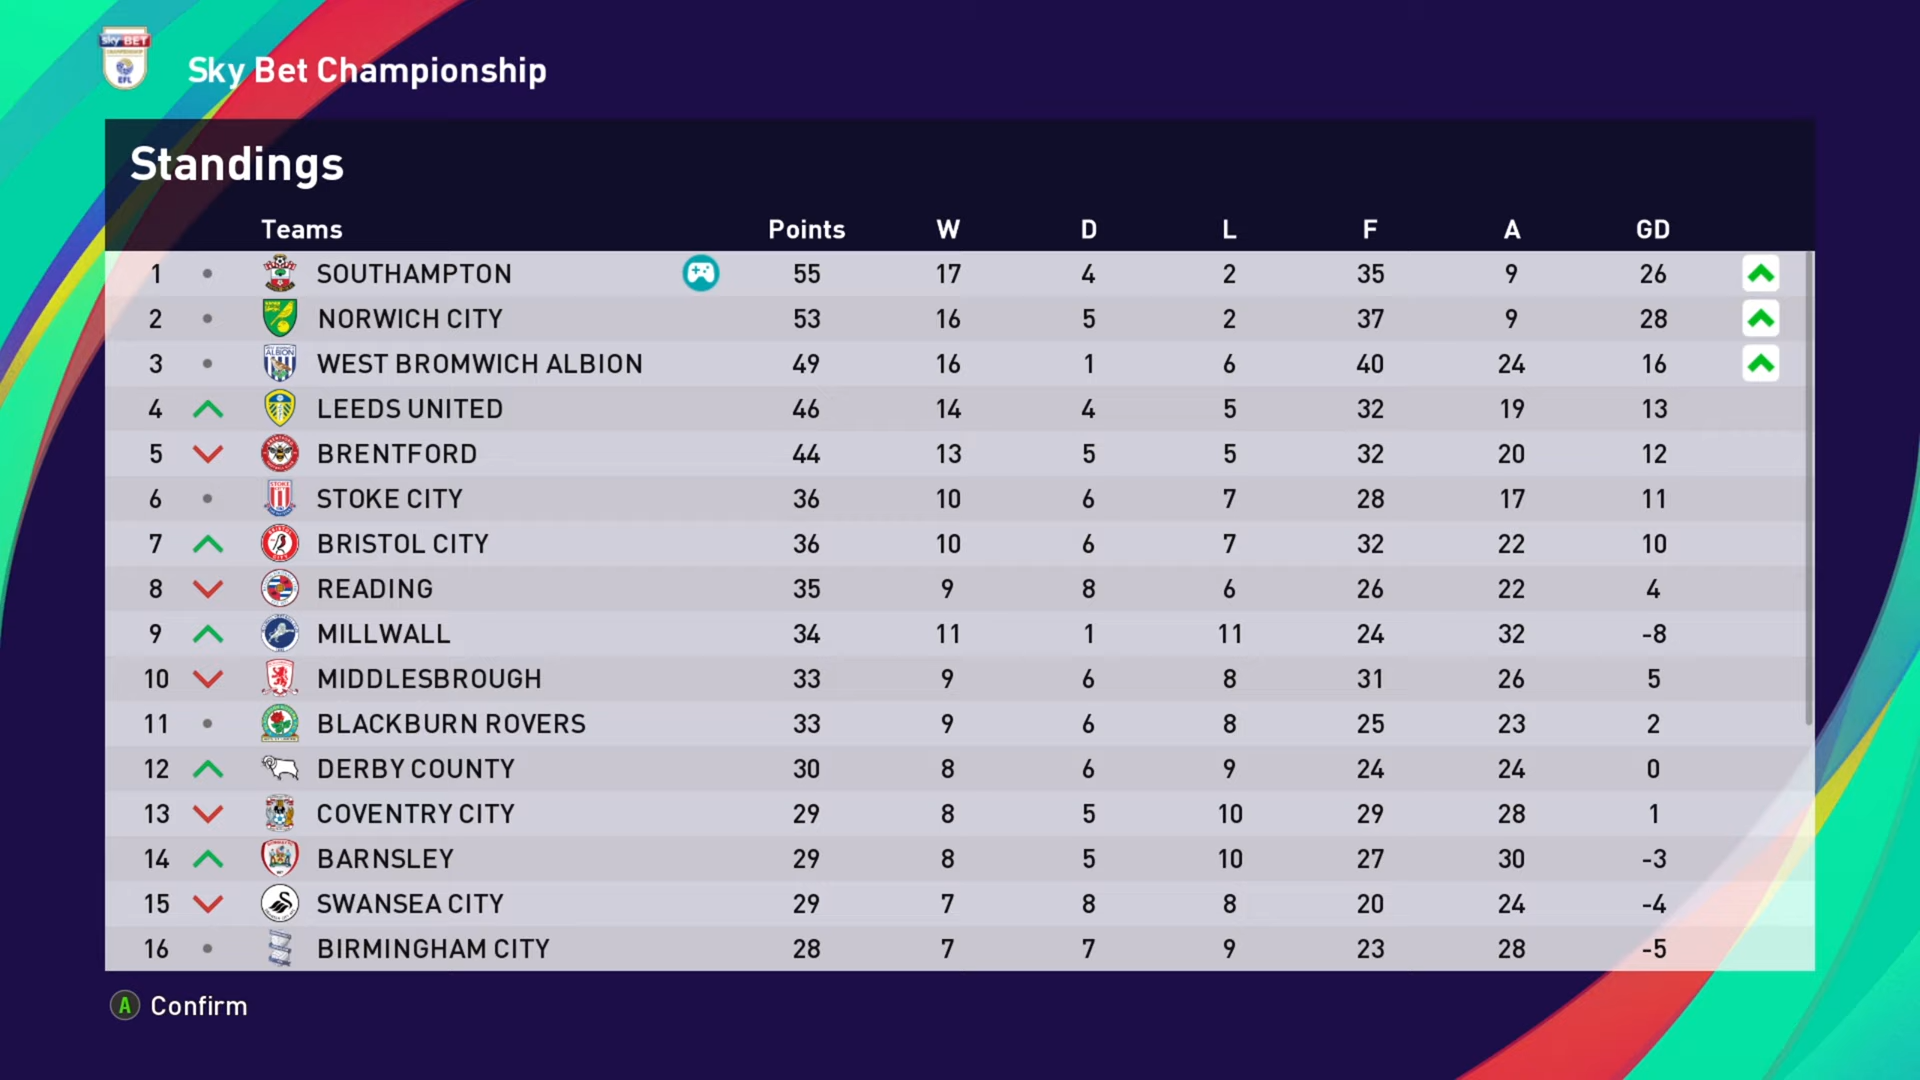 sky BET
EFL
Sky Bet Championship
Standings
Teams Points W D L F A GD
1 SOUTHAMPTON 55 17 4 2 35 9 26
2 NORWICH CITY 53 16 5 2 37 9 28
3 WEST BROMWICH ALBION 49 16 1 6 40 24 16
4 LEEDS UNITED 46 14 4 5 32 19 13
5 BRENTFORD 44 13 5 5 32 20 12
6 STOKE CITY 36 10 6 7 28 17 11
7 BRISTOL CITY 36 10 6 7 32 22 10
8 READING 35 9 8 6 26 22 4
9 MILLWALL 34 11 1 11 24 32 -8
10 MIDDLESBROUGH 33 9 6 8 31 26 5
11 BLACKBURN ROVERS 33 9 6 8 25 23 2
12 DERBY COUNTY 30 8 6 9 24 24 0
13 COVENTRY CITY 29 8 5 10 29 28 1
14 BARNSLEY 29 8 5 10 27 30 -3
15 SWANSEA CITY 29 7 8 8 20 24 -4
16 BIRMINGHAM CITY 28 7 7 9 23 28 -5
A Confirm